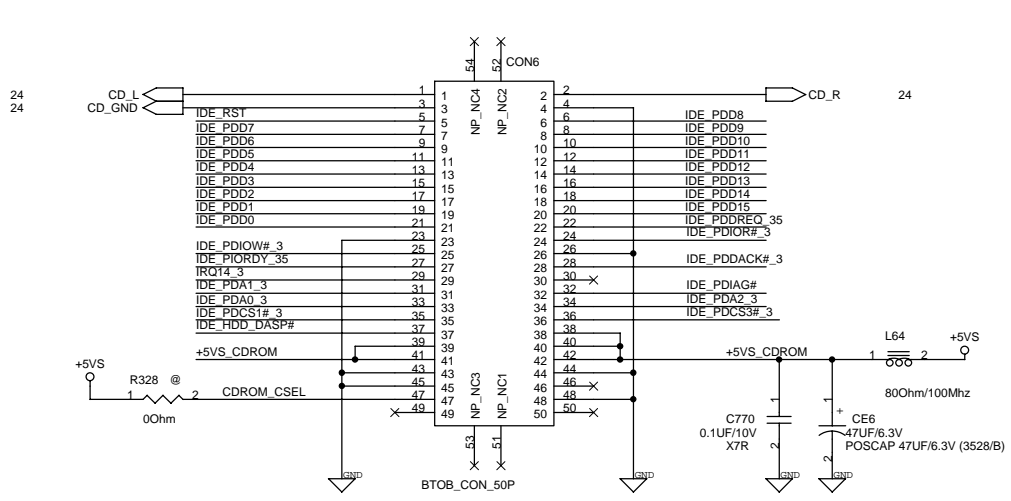 54
52
CON6
24 CD_L 1 1 NP_NC4 NP_NC2 2 2 CD_R 24
24 CD_GND 3 3 4 4
IDE_RST 5 5 6 6 IDE_PDD8
IDE_PDD7 7 7 8 8 IDE_PDD9
IDE_PDD6 9 9 10 10 IDE_PDD10
IDE_PDD5 11 11 12 12 IDE_PDD11
IDE_PDD4 13 13 14 14 IDE_PDD12
IDE_PDD3 15 15 16 16 IDE_PDD13
IDE_PDD2 17 17 18 18 IDE_PDD14
IDE_PDD1 19 19 20 20 IDE_PDD15
IDE_PDD0 21 21 22 22 IDE_PDDREQ_35
23 23 24 24 IDE_PDIOR#_3
IDE_PDIOW#_3 25 25 26 26
IDE_PIORDY_35 27 27 28 28 IDE_PDDACK#_3
IRQ14_3 29 29 30 30
IDE_PDA1_3 31 31 32 32 IDE_PDIAG#
IDE_PDA0_3 33 33 34 34 IDE_PDA2_3
IDE_PDCS1#_3 35 35 36 36 IDE_PDCS3#_3
IDE_HDD_DASP# 37 37 38 38
39 39 40 40
+5VS_CDROM 41 41 42 42 +5VS_CDROM 1 L64 2 +5VS
43 43 44 44
80Ohm/100Mhz
+5VS
45 45 46 46
R328 @
1 2 CDROM_CSEL 47 47 48 48
0Ohm
49 49 NP_NC3 NP_NC1 50 50
1 C770 2
0.1UF/10V
X7R
1 + CE6 2
47UF/6.3V
POSCAP 47UF/6.3V (3528/B)
53
51
GND
GND
GND
GND
BTOB_CON_50P